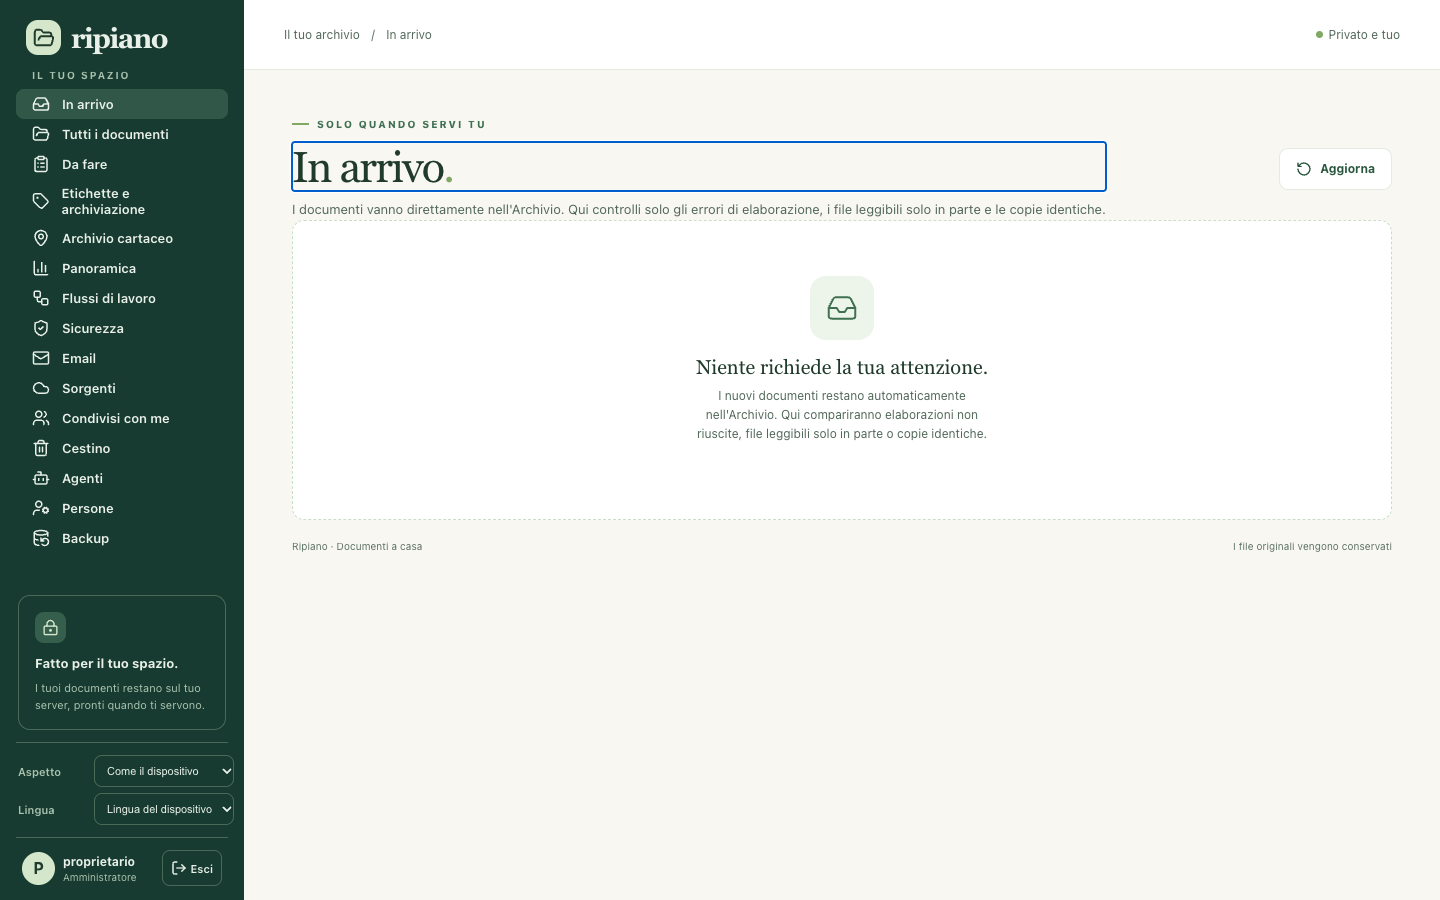 ripiano
IL TUO SPAZIO
In arrivo
Tutti i documenti
Da fare
Etichette e
archiviazione
Archivio cartaceo
Panoramica
Flussi di lavoro
Sicurezza
Email
Sorgenti
Condivisi con me
Cestino
Agenti
Persone
Backup
Fatto per il tuo spazio.
I tuoi documenti restano sul tuo
server, pronti quando ti servono.
Aspetto Come il dispositivo
Lingua Lingua del dispositivo
P proprietario
Amministratore
Esci
Il tuo archivio / In arrivo
Privato e tuo
SOLO QUANDO SERVI TU
In arrivo.
Aggiorna
I documenti vanno direttamente nell'Archivio. Qui controlli solo gli errori di elaborazione, i file leggibili solo in parte e le copie identiche.
Niente richiede la tua attenzione.
I nuovi documenti restano automaticamente
nell'Archivio. Qui compariranno elaborazioni non
riuscite, file leggibili solo in parte o copie identiche.
Ripiano · Documenti a casa
I file originali vengono conservati